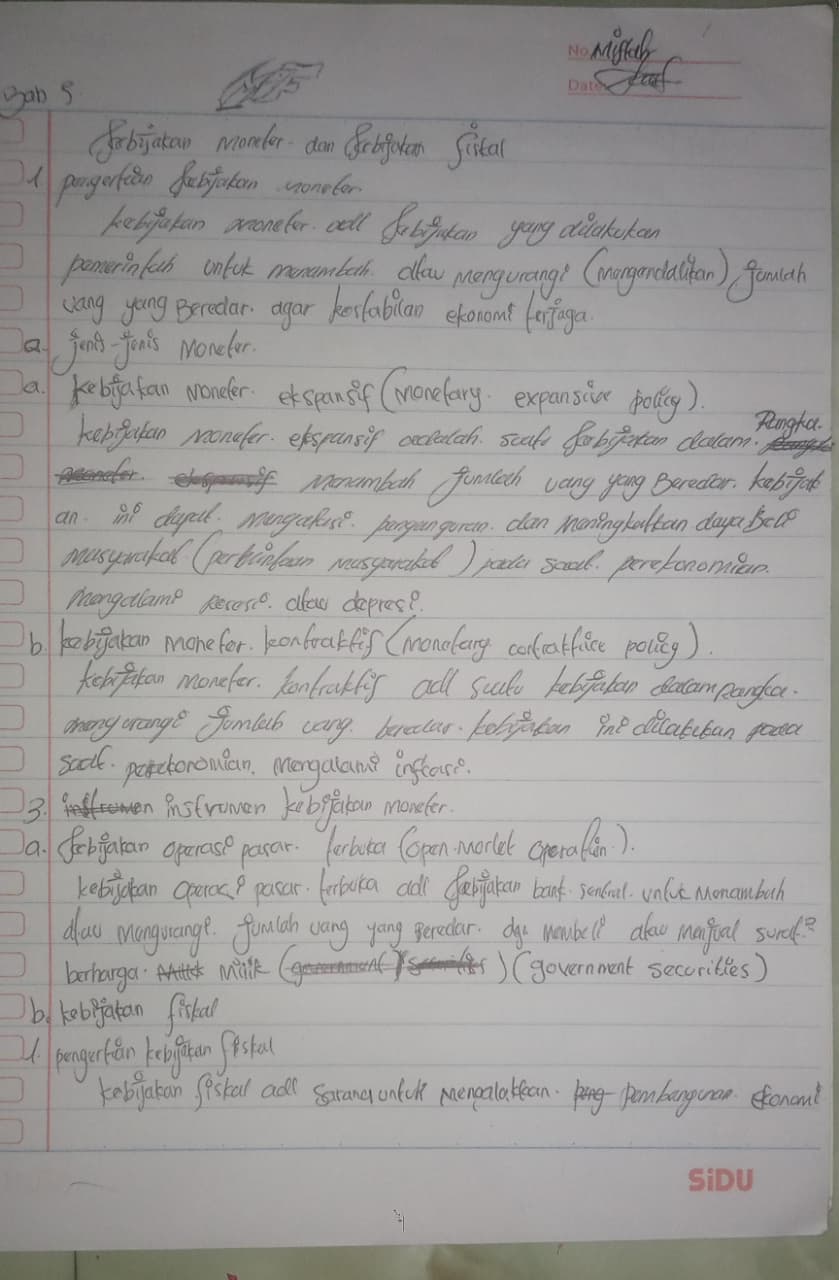 No. Miftah
Date
Bab 5
kebijakan Moneter dan kebijakan fiskal
1 pengertian kebijakan moneter
kebijakan moneter adl kebijakan yang dilakukan
pemerintah untuk menambah atau mengurangi (mengendalikan) jumlah
uang yang Beredar. agar kestabilan ekonomi terjaga.
a. jenis-jenis Moneter.
a. kebijakan Moneter. ekspansif (Monetary. expansive policy).
kebijakan Moneter. ekspansif adalah. suatu kebijakan dalam. Rangka.
Menambah jumlah uang yang Beredar. kebijak
an. ini dapat. mengatasi. pengangguran. dan Meningkatkan daya Beli
masyarakat (permintaan masyarakat) pada saat. perekonomian.
Mengalami Resesi. atau depresi.
b. kebijakan moneter. kontraktif (Monetary contraktive policy).
kebijakan moneter. kontraktif adl suatu kebijakan dalam rangka.
mengurangi jumlah uang. beredar. kebijakan ini dilakukan pada
saat. perekonomian. Mengalami inflasi.
3. instrumen kebijakan moneter.
a. kebijakan operasi pasar. terbuka (open Market operation).
kebijakan operasi pasar. terbuka adl kebijakan bank sentral. untuk Menambah
atau Mengurangi. jumlah uang yang Beredar. dgn membeli atau menjual surat²
berharga. Milik (government securities)
b. kebijakan fiskal
1. pengertian kebijakan fiskal
kebijakan fiskal adl sarana untuk menggalakkan. pembangunan. ekonomi
SiDU